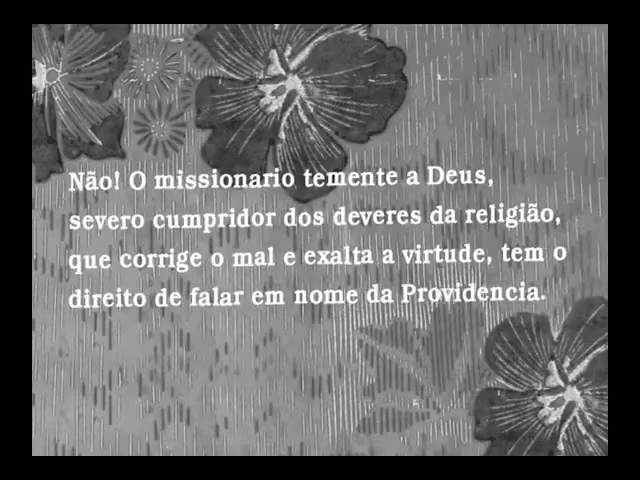 Não! O missionario temente a Deus,
severo cumpridor dos deveres da religião,
que corrige o mal e exalta a virtude, tem o
direito de falar em nome da Providencia.